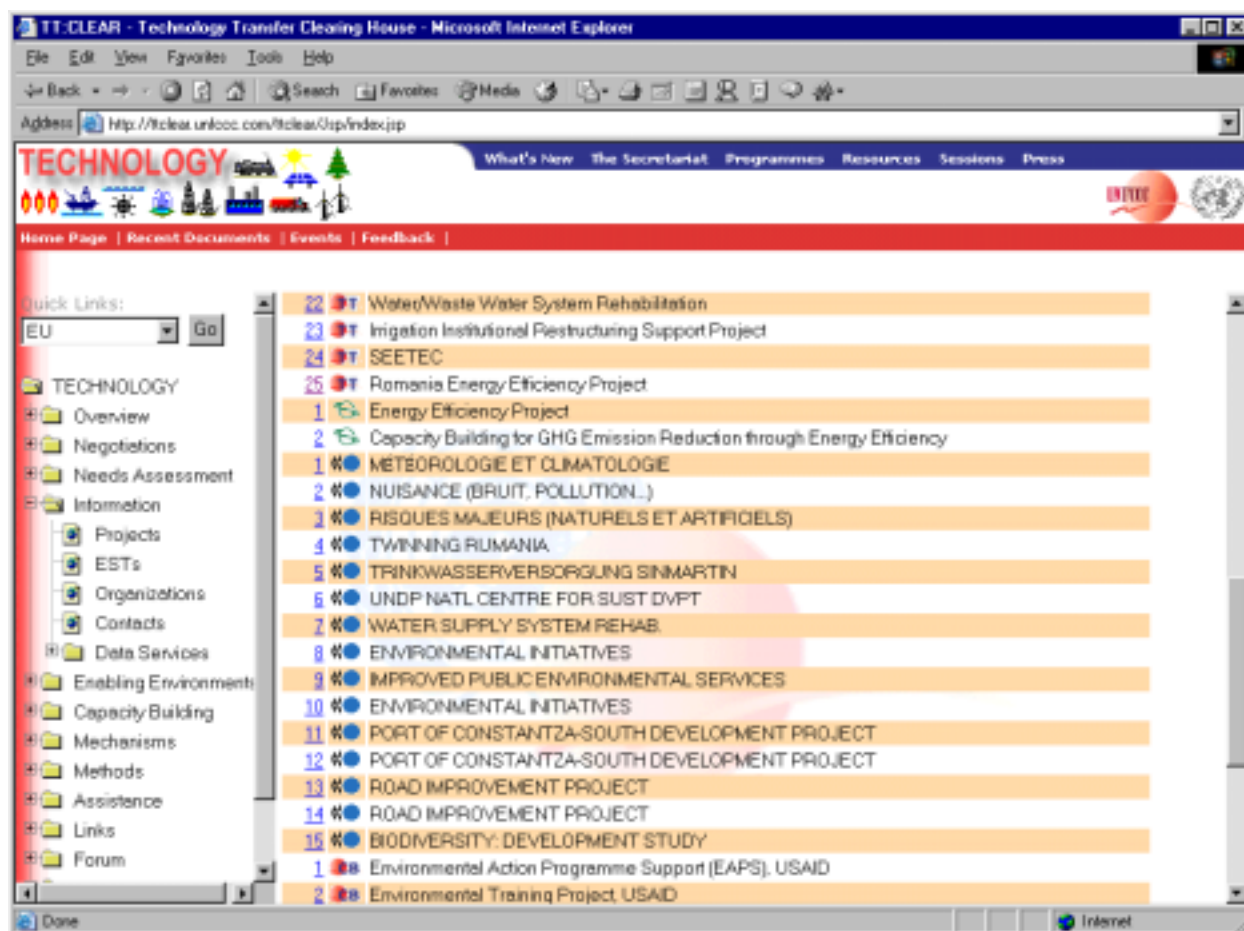 TT:CLEAR - Technology Transfer Clearing House - Microsoft Internet Explorer
File Edit View Favorites Tools Help
Back Search Favorites Media
Address http://ttclear.unfccc.com/ttclear/Jsp/index.jsp
TECHNOLOGY
What's New The Secretariat Programmes Resources Sessions Press
UNFCCC
Home Page | Recent Documents | Events | Feedback |
Quick Links:
EU Go
TECHNOLOGY
Overview
Negotiations
Needs Assessment
Information
Projects
ESTs
Organizations
Contacts
Data Services
Enabling Environments
Capacity Building
Mechanisms
Methods
Assistance
Links
Forum
22 T Water/Waste Water System Rehabilitation
23 T Irrigation Institutional Restructuring Support Project
24 T SEETEC
25 T Romania Energy Efficiency Project
1 Energy Efficiency Project
2 Capacity Building for GHG Emission Reduction through Energy Efficiency
1 METEOROLOGIE ET CLIMATOLOGIE
2 NUISANCE (BRUIT, POLLUTION...)
3 RISQUES MAJEURS (NATURELS ET ARTIFICIELS)
4 TWINNING RUMANIA
5 TRINKWASSERVERSORGUNG SINMARTIN
6 UNDP NATL CENTRE FOR SUST DVPT
7 WATER SUPPLY SYSTEM REHAB.
8 ENVIRONMENTAL INITIATIVES
9 IMPROVED PUBLIC ENVIRONMENTAL SERVICES
10 ENVIRONMENTAL INITIATIVES
11 PORT OF CONSTANTZA-SOUTH DEVELOPMENT PROJECT
12 PORT OF CONSTANTZA-SOUTH DEVELOPMENT PROJECT
13 ROAD IMPROVEMENT PROJECT
14 ROAD IMPROVEMENT PROJECT
15 BIODIVERSITY: DEVELOPMENT STUDY
1 CB Environmental Action Programme Support (EAPS), USAID
2 CB Environmental Training Project, USAID
Done Internet